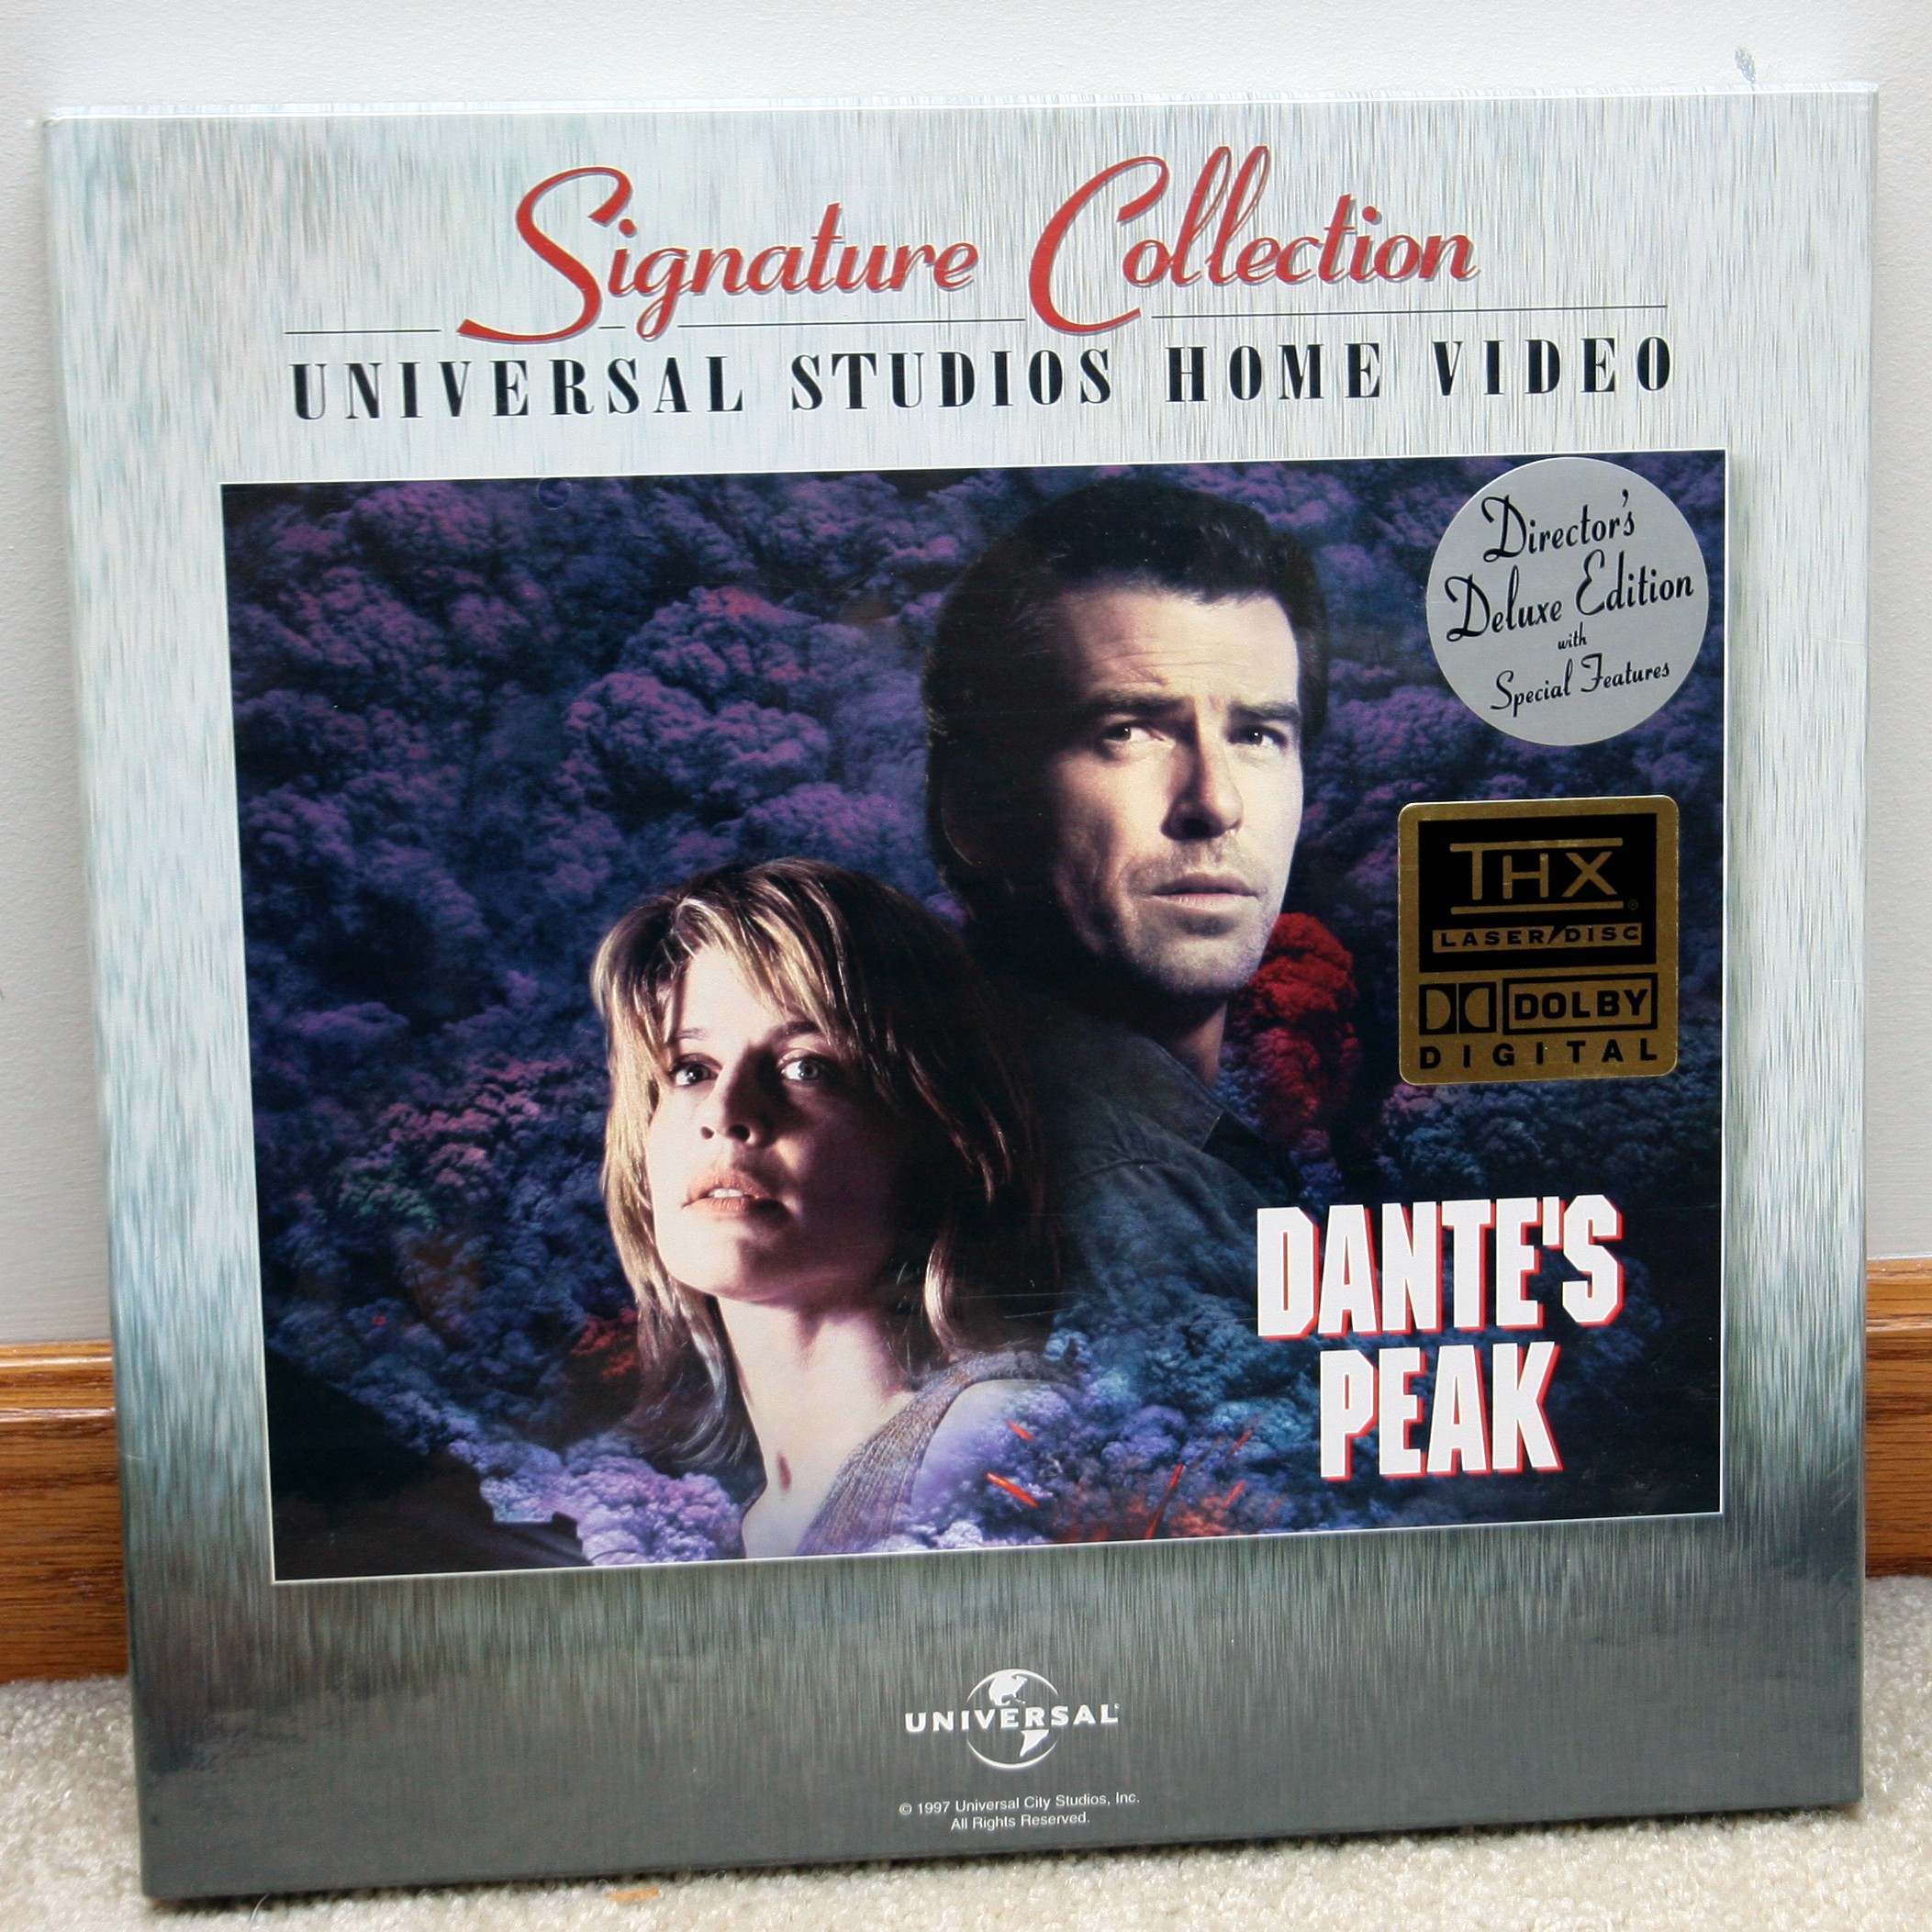 Signature Collection
UNIVERSAL STUDIOS HOME VIDEO
Director's
Deluxe Edition
with
Special Features
THX®
LASER DISC
DOLBY
DIGITAL
DANTE'S
PEAK
UNIVERSAL
© 1997 Universal City Studios, Inc.
All Rights Reserved.